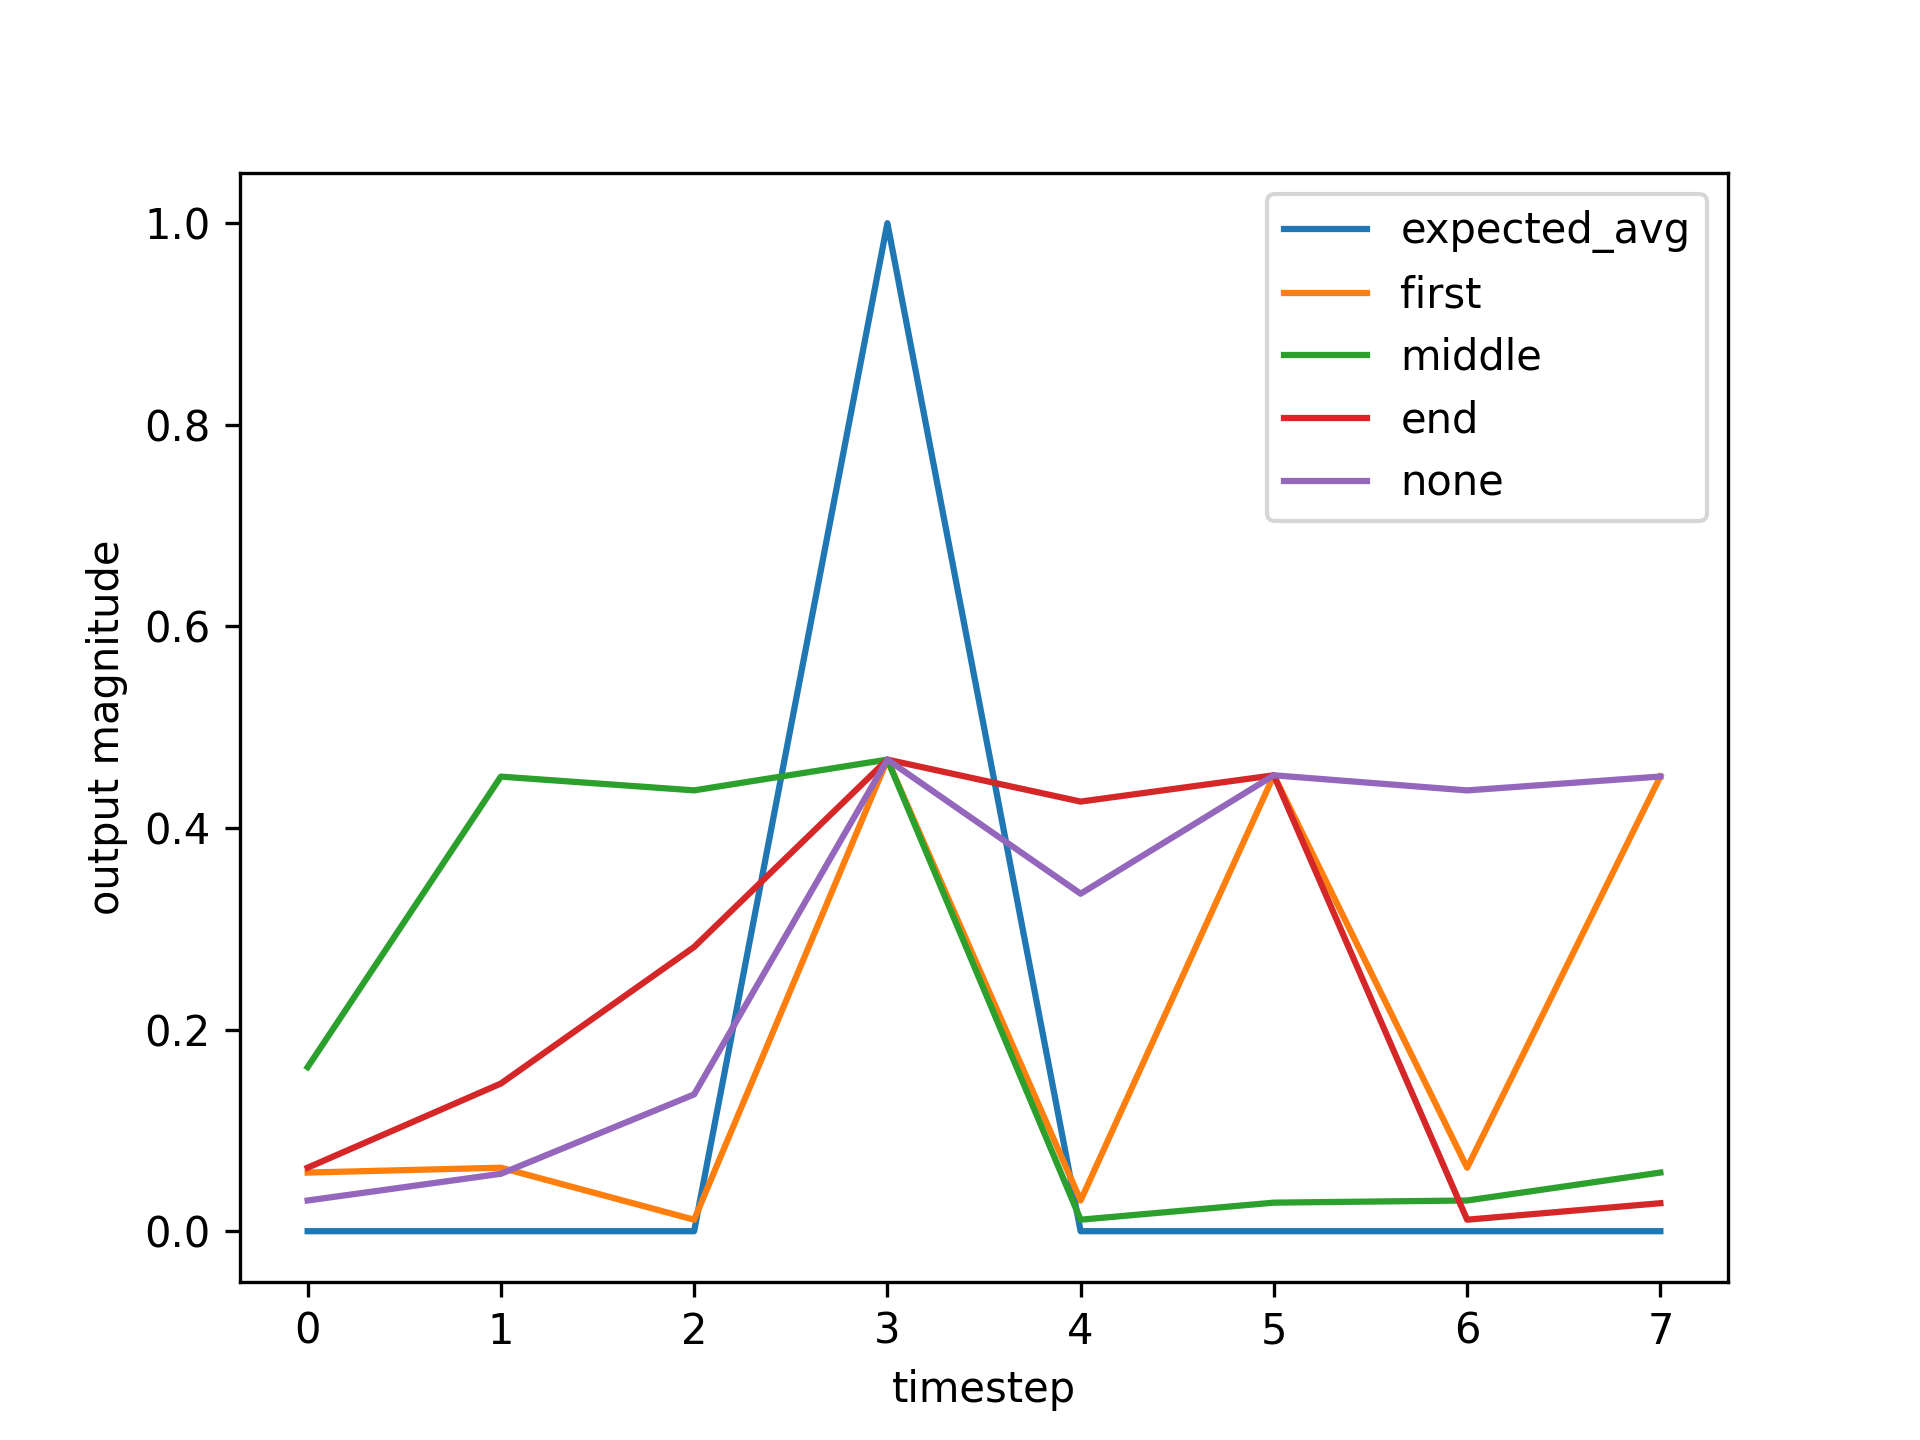 expected_avg
first
middle
end
none
1.0
0.8
0.6
0.4
0.2
0.0
output magnitude
0 1 2 3 4 5 6 7
timestep